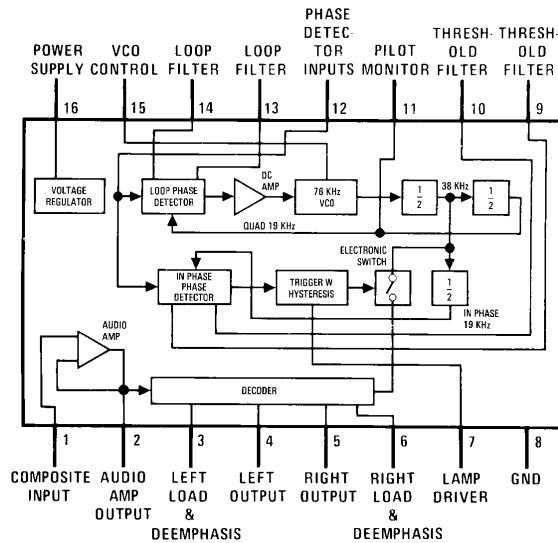 POWER SUPPLY
VCO CONTROL
LOOP FILTER
LOOP FILTER
PHASE DETEC- TOR INPUTS
PILOT MONITOR
THRESH- OLD FILTER
THRESH- OLD FILTER
16
15
14
13
12
11
10
9
VOLTAGE
REGULATOR
LOOP PHASE
DETECTOR
DC
AMP
76 KHz
VCO
1
2
38 KHz
1
2
QUAD 19 KHz
ELECTRONIC
SWITCH
IN PHASE
PHASE
DETECTOR
TRIGGER W
HYSTERESIS
1
2
IN PHASE
19 KHz
AUDIO
AMP
DECODER
1
2
3
4
5
6
7
8
COMPOSITE
INPUT
AUDIO
AMP
OUTPUT
LEFT
LOAD
&
DEEMPHASIS
LEFT
OUTPUT
RIGHT
OUTPUT
RIGHT
LOAD
&
DEEMPHASIS
LAMP
DRIVER
GND